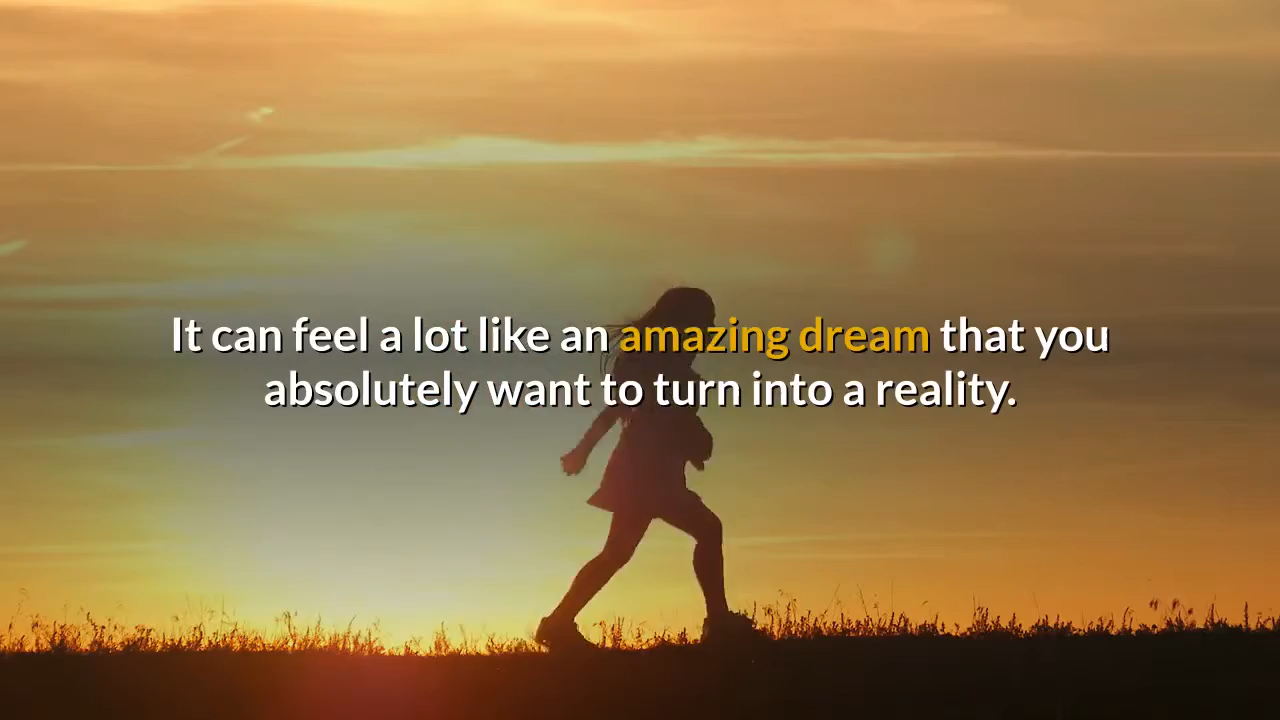 It can feel a lot like an amazing dream that you
absolutely want to turn into a reality.